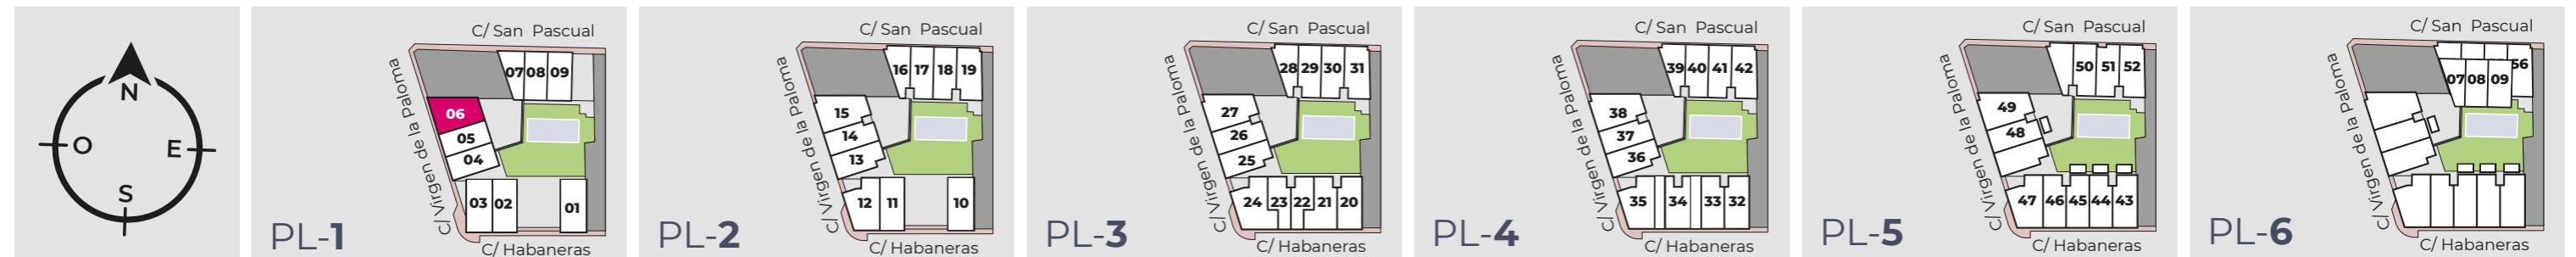 N
O
E
S
C/ San Pascual
C/Virgen de la Paloma
07 08 09
06
05
04
03 02
01
PL-1
C/ Habaneras
C/ San Pascual
C/Virgen de la Paloma
16 17 18 19
15
14
13
12 11
10
PL-2
C/ Habaneras
C/ San Pascual
C/Virgen de la Paloma
28 29 30 31
27
26
25
24 23 22 21 20
PL-3
C/ Habaneras
C/ San Pascual
C/Virgen de la Paloma
39 40 41 42
38
37
36
35 34 33 32
PL-4
C/ Habaneras
C/ San Pascual
C/Virgen de la Paloma
50 51 52
49
48
47 46 45 44 43
PL-5
C/ Habaneras
C/ San Pascual
C/Virgen de la Paloma
56
07 08 09
PL-6
C/ Habaneras